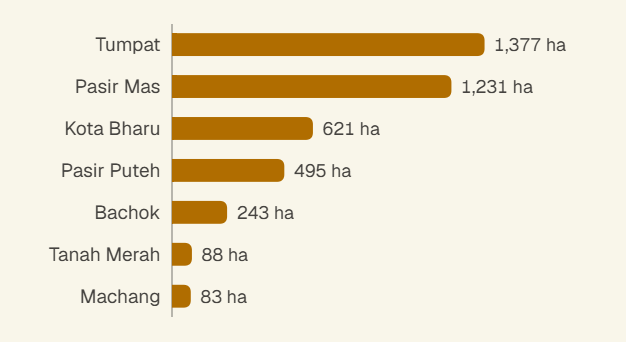 Tumpat 1,377 ha
Pasir Mas 1,231 ha
Kota Bharu 621 ha
Pasir Puteh 495 ha
Bachok 243 ha
Tanah Merah 88 ha
Machang 83 ha